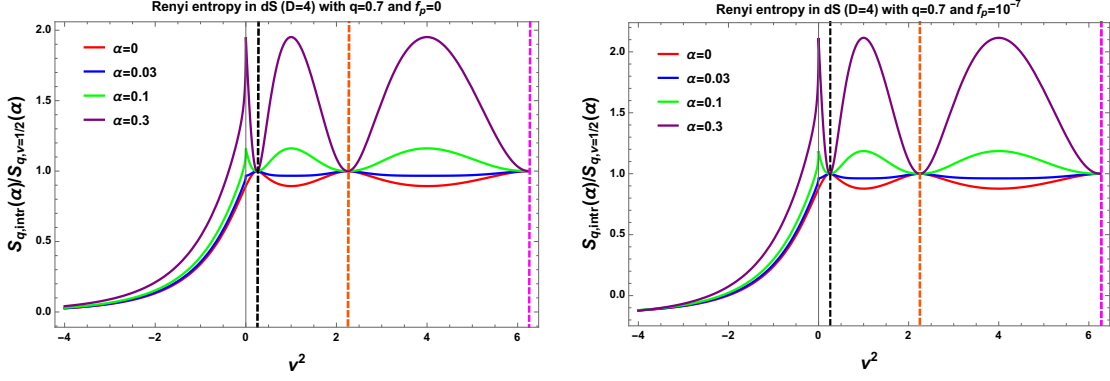 Renyi entropy in dS (D=4) with q=0.7 and f_p=0
S_{q,intr}(α)/S_{q,ν=1/2}(α)
2.0
1.5
1.0
0.5
0.0
α=0
α=0.03
α=0.1
α=0.3
−4 −2 0 2 4 6
ν²
Renyi entropy in dS (D=4) with q=0.7 and f_p=10⁻⁷
S_{q,intr}(α)/S_{q,ν=1/2}(α)
2.0
1.5
1.0
0.5
0.0
α=0
α=0.03
α=0.1
α=0.3
−4 −2 0 2 4 6
ν²